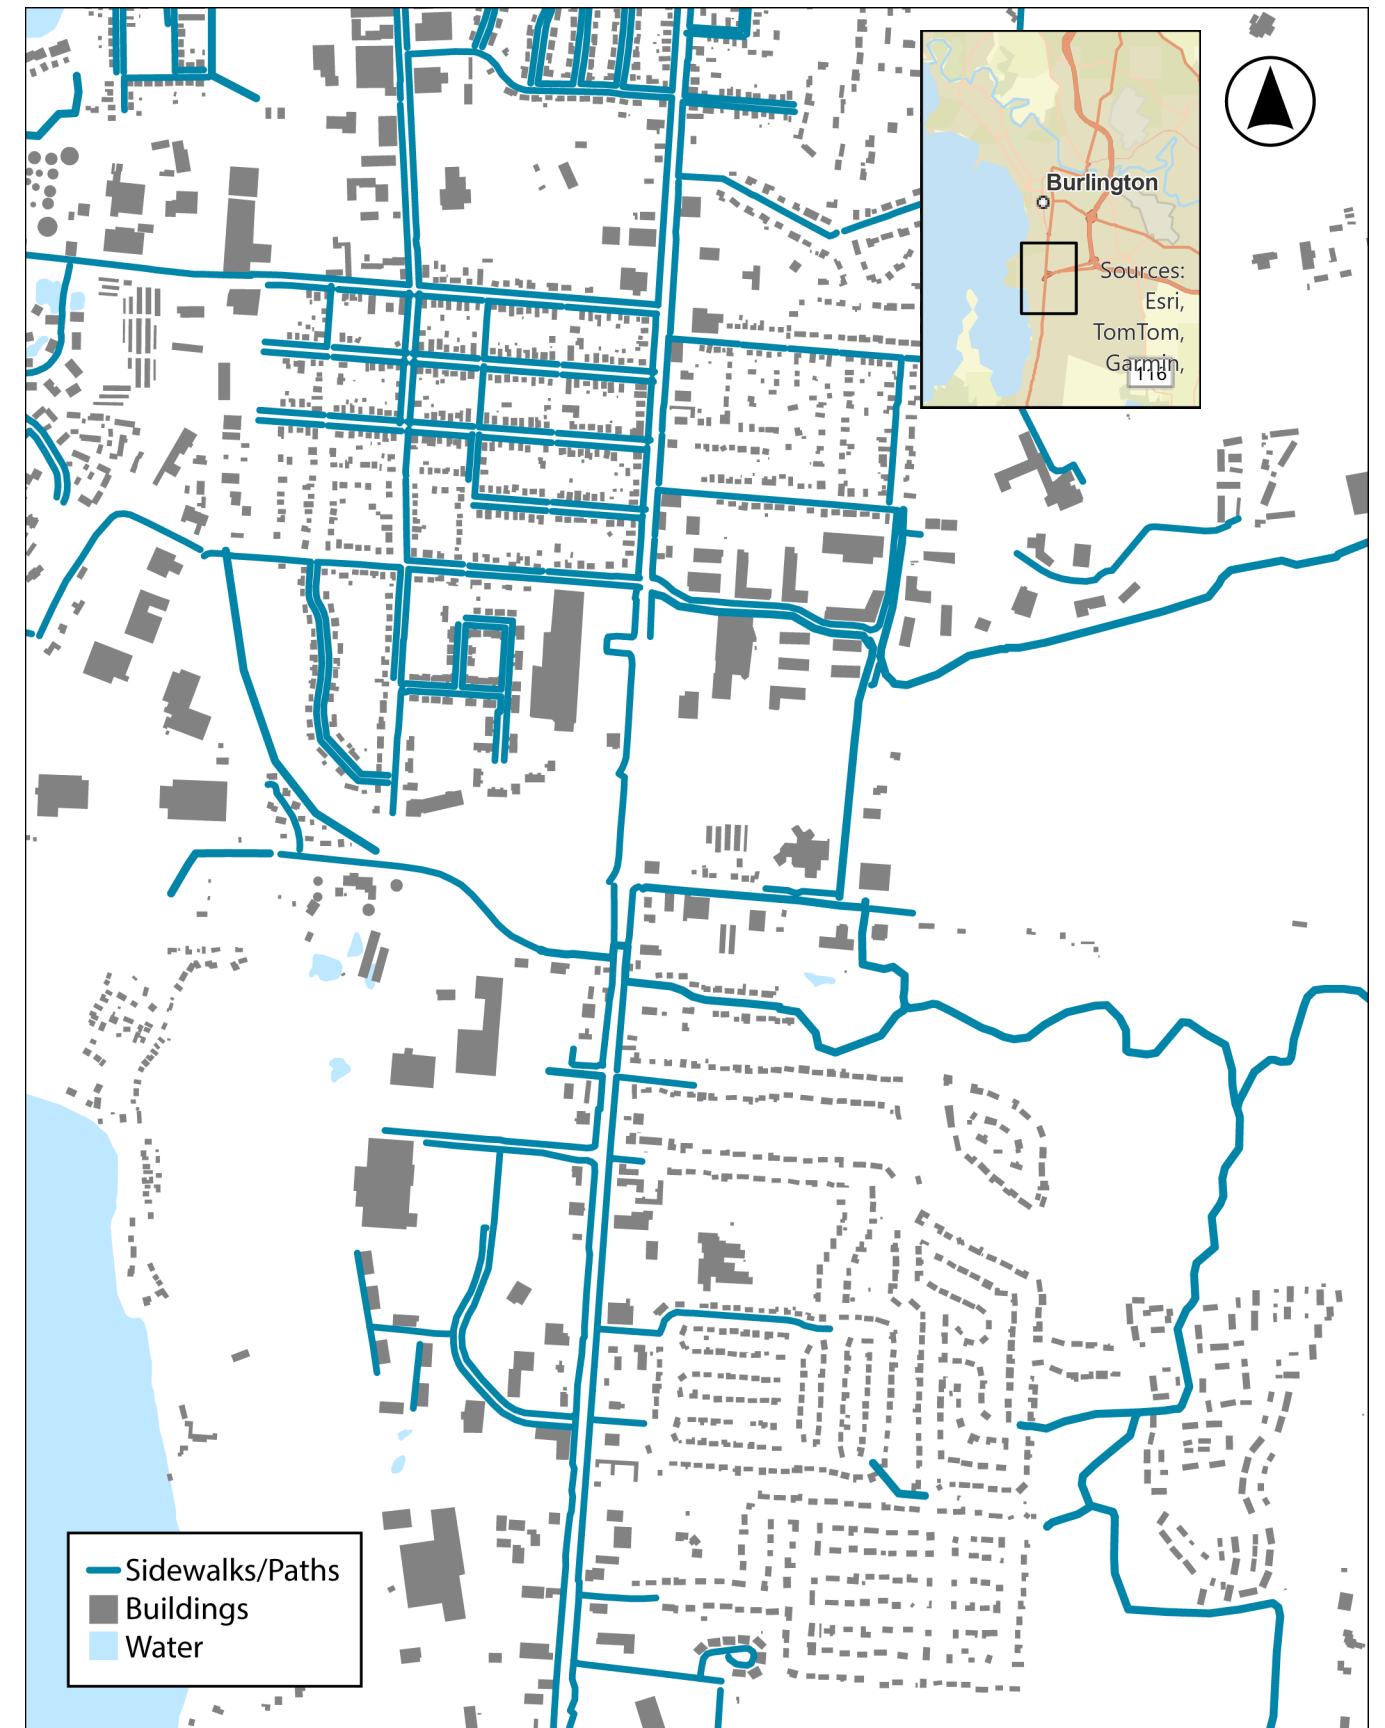 Burlington
Sources:
Esri,
TomTom,
Garmin,
116
Sidewalks/Paths
Buildings
Water